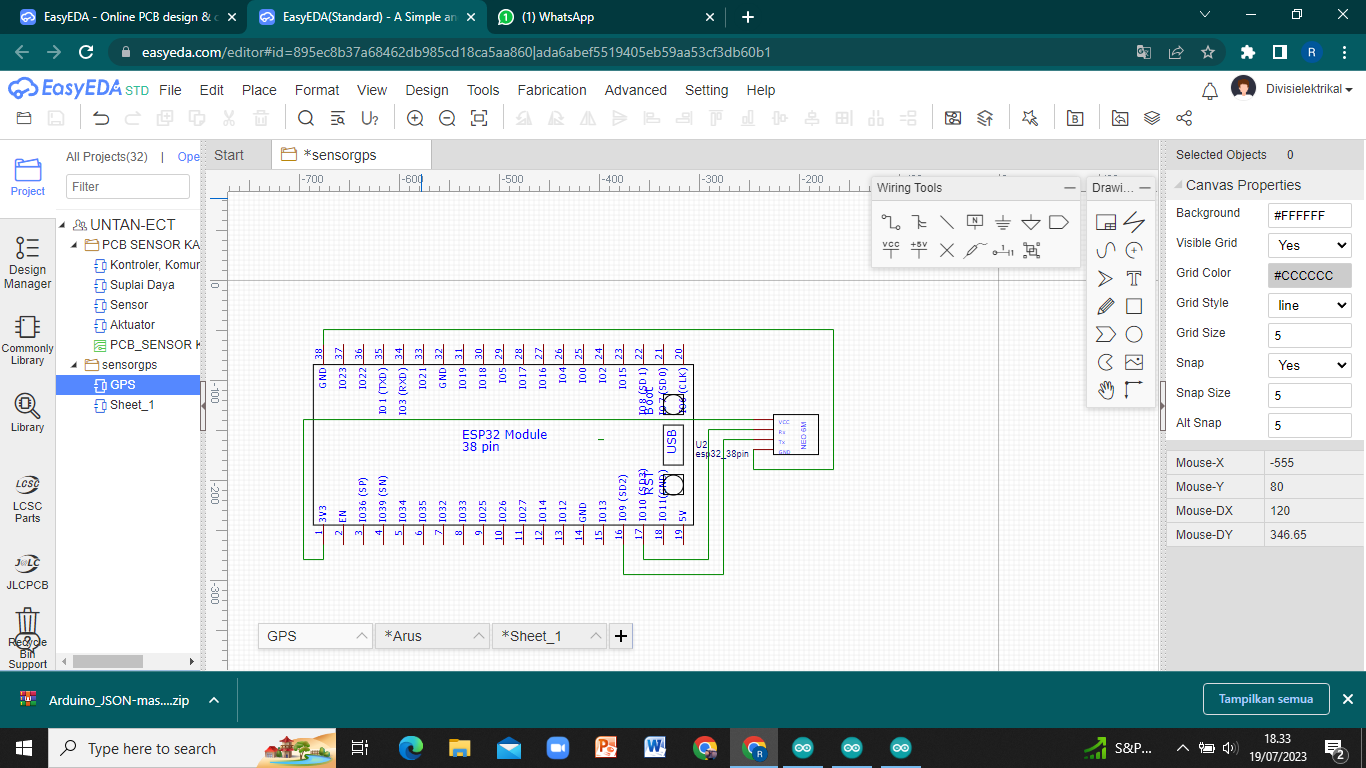 EasyEDA - Online PCB design & c
EasyEDA(Standard) - A Simple an
(1) WhatsApp
easyeda.com/editor#id=895ec8b37a68462db985cd18ca5aa860|ada6abef5519405eb59aa53cf3db60b1
R
EasyEDA STD
File Edit Place Format View Design Tools Fabrication Advanced Setting Help
Divisielektrikal
Project
Design Manager
Commonly Library
Library
LCSC Parts
JLCPCB
Recycle Bin
Support
All Projects(32) | Ope
Filter
UNTAN-ECT
PCB SENSOR KA
Kontroler, Komur
Suplai Daya
Sensor
Aktuator
PCB_SENSOR K
sensorgps
GPS
Sheet_1
Start
*sensorgps
-700 -600 -500 -400 -300 -200
0
-100
-200
-300
Wiring Tools
N
VCC
+5V
Drawi...
T
38 37 36 35 34 33 32 31 30 29 28 27 26 25 24 23 22 21 20
GND IO23 IO22 IO1 (TXD) IO3 (RXD) IO21 GND IO19 IO18 IO5 IO17 IO16 IO4 IO0 IO2 IO15 IO8 (SD1) IO7 (SD0) IO6 (CLK)
Boot
ESP32 Module
38 pin
USB
RST
U2
esp32_38pin
3V3 EN IO36 (SP) IO39 (SN) IO34 IO35 IO32 IO33 IO25 IO26 IO27 IO14 IO12 GND IO13 IO9 (SD2) IO10 (SD3) IO11 (CMD) 5V
1 2 3 4 5 6 7 8 9 10 11 12 13 14 15 16 17 18 19
VCC
Rx
Tx
GND
NEO 6M
GPS
*Arus
*Sheet_1
Selected Objects 0
Canvas Properties
Background #FFFFFF
Visible Grid Yes
Grid Color #CCCCCC
Grid Style line
Grid Size 5
Snap Yes
Snap Size 5
Alt Snap 5
Mouse-X -555
Mouse-Y 80
Mouse-DX 120
Mouse-DY 346.65
Arduino_JSON-mas....zip
Tampilkan semua
Type here to search
S&P...
18.33
19/07/2023
2